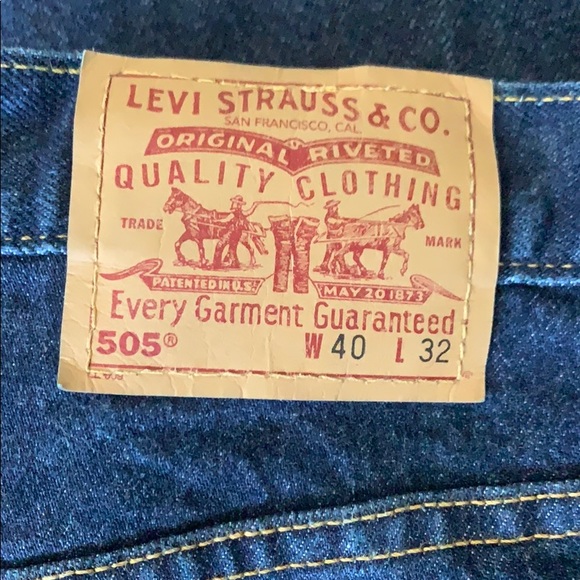 LEVI STRAUSS & CO.
SAN FRANCISCO, CAL.
ORIGINAL RIVETED
QUALITY CLOTHING
TRADE MARK
PATENTED IN U.S. MAY 20 1873
Every Garment Guaranteed
505® W 40 L 32